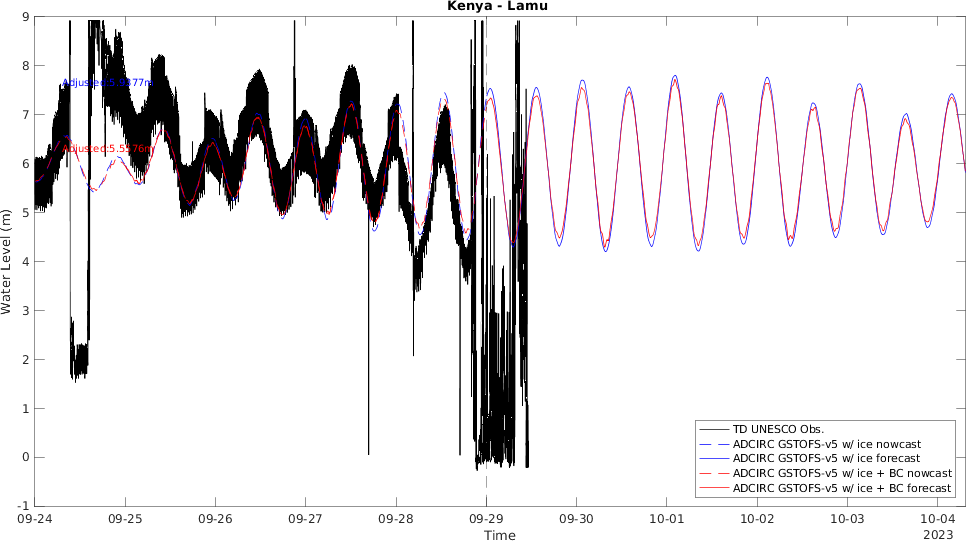 Kenya - Lamu
9
8
7
6
5
4
3
2
1
0
-1
Water Level (m)
Adjusted:5.5176m
TD UNESCO Obs.
ADCIRC GSTOFS-v5 w/ ice nowcast
ADCIRC GSTOFS-v5 w/ ice forecast
ADCIRC GSTOFS-v5 w/ ice + BC nowcast
ADCIRC GSTOFS-v5 w/ ice + BC forecast
09-24 09-25 09-26 09-27 09-28 09-29 09-30 10-01 10-02 10-03 10-04
Time
2023